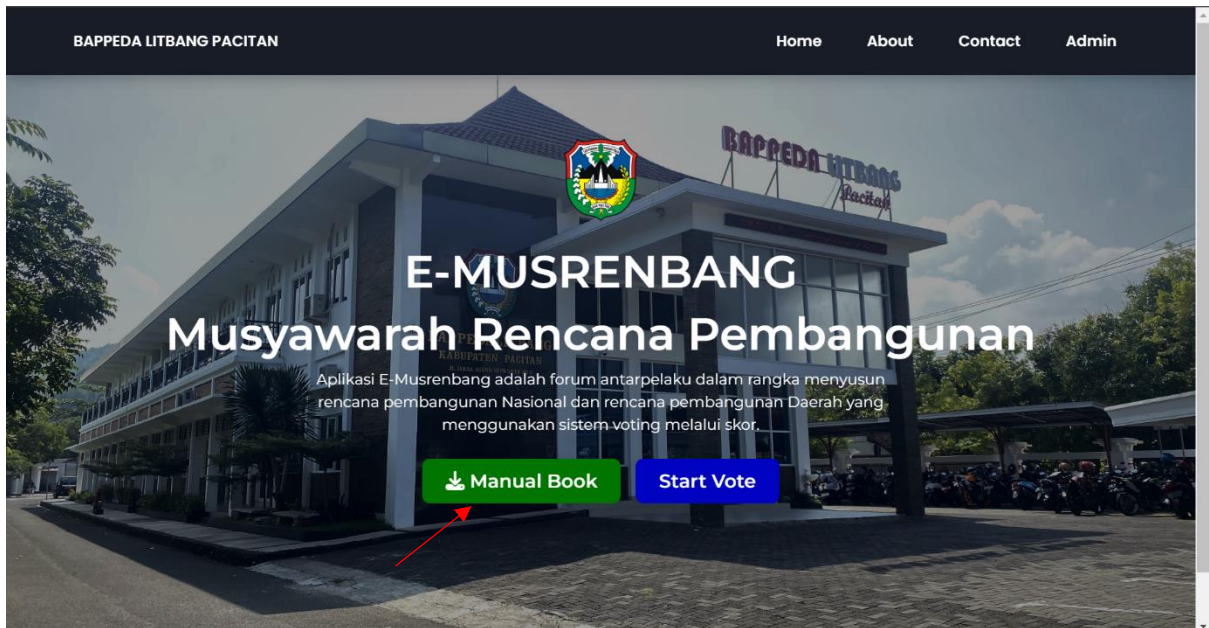 BAPPEDA LITBANG PACITAN
Home About Contact Admin
BAPPEDA LITBANG
Pacitan
E-MUSRENBANG
Musyawarah Rencana Pembangunan
KABUPATEN PACITAN
Aplikasi E-Musrenbang adalah forum antarpelaku dalam rangka menyusun
rencana pembangunan Nasional dan rencana pembangunan Daerah yang
menggunakan sistem voting melalui skor.
Manual Book Start Vote